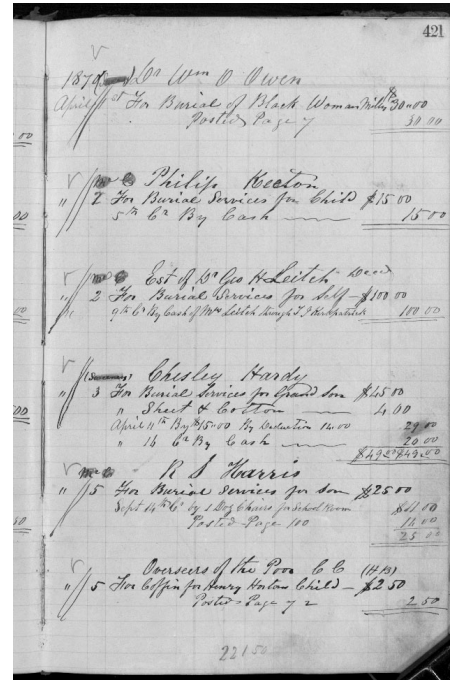 421
1870 Dr Wm O Owen
April 1st For Burial of Black Woman Milly $30.00
Posted Page 7 30.00
Philip Keeton
" 2 For Burial Services for Child $15.00
5th Cr By Cash 15.00
Est of Dr Geo H Leitch Decd
" 2 For Burial Services for Self $100.00
9th Cr By Cash of Mrs Leitch through T J Kirkpatrick 100.00
Chesley Hardy
" 3 For Burial Services for Grand Son $45.00
" Sheet & Cotton 4.00
April 11th By $15.00 By Deduction 14.00 29.00
" 14 Cr By Cash 20.00
$49.00 $49.00
R S Harris
" 5 For Burial Services for Son $25.00
Sept 14th Cr by 1 Doz Chairs for School Room $11.00
Posted Page 100 14.00
25.00
Overseers of the Poor C C (H B)
" 5 For Coffin for Henry Hortons Child $2.50
Posted Page 72 2.50
221 50